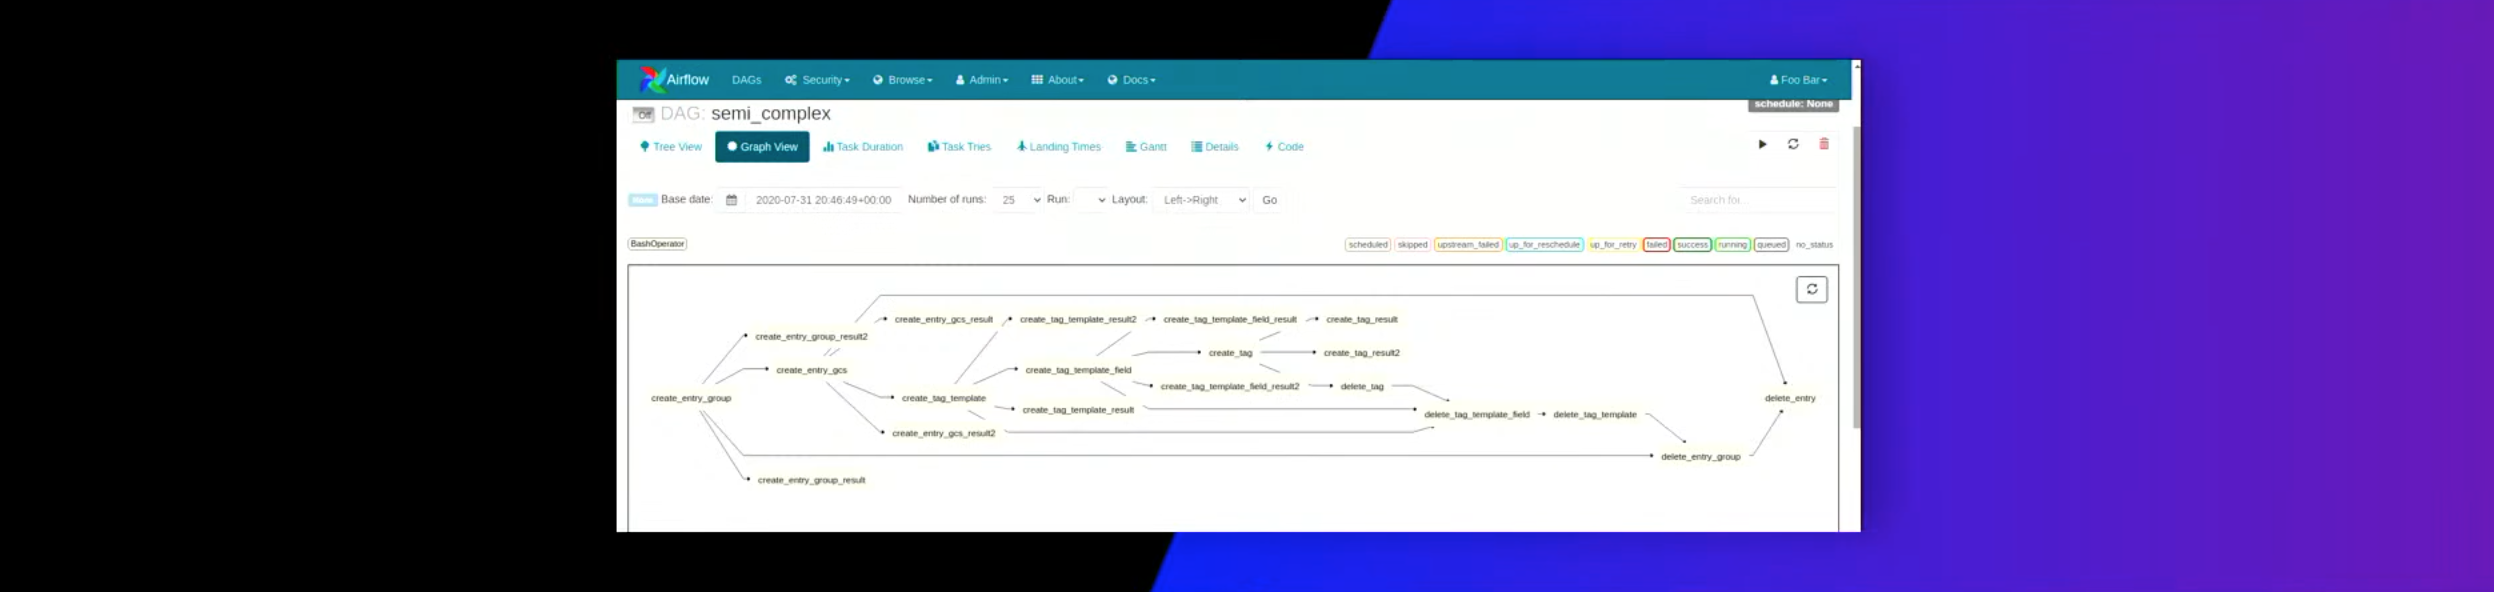 Airflow DAGs Security Browse Admin About Docs Foo Bar
Off DAG: semi_complex schedule: None
Tree View Graph View Task Duration Task Tries Landing Times Gantt Details Code
Base date: 2020-07-31 20:46:49+00:00 Number of runs: 25 Run: Layout: Left->Right Go Search for...
BashOperator scheduled skipped upstream_failed up_for_reschedule up_for_retry failed success running queued no_status
create_entry_gcs_result create_tag_template_result2 create_tag_template_field_result create_tag_result
create_entry_group_result2
create_tag create_tag_result2
create_entry_gcs create_tag_template_field
create_tag_template_field_result2 delete_tag
create_entry_group create_tag_template delete_entry
create_tag_template_result
delete_tag_template_field delete_tag_template
create_entry_gcs_result2
delete_entry_group
create_entry_group_result